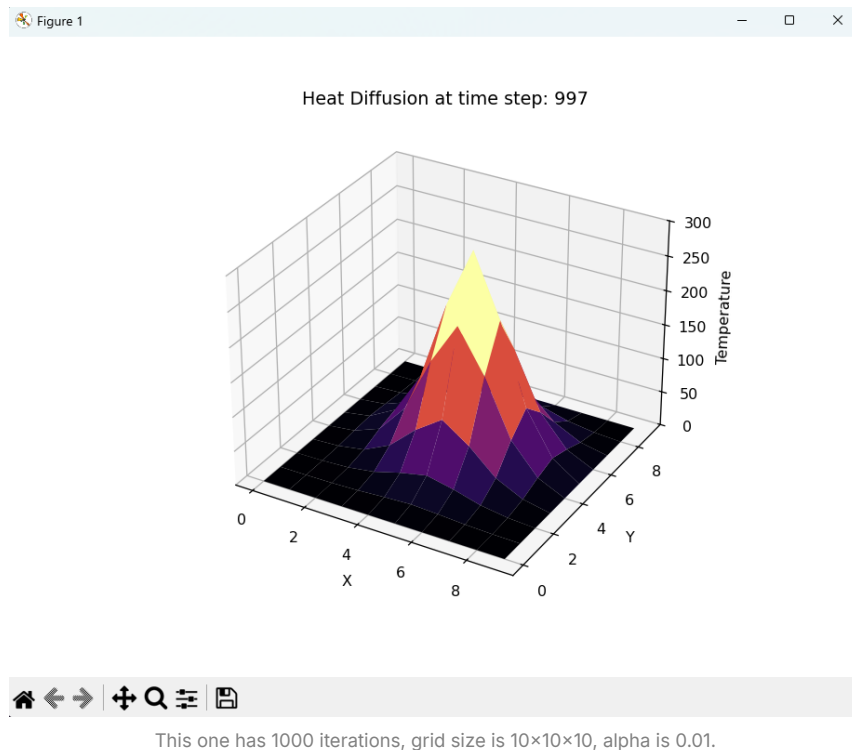 Figure 1
Heat Diffusion at time step: 997
300
250
200
150
100
50
0
Temperature
0
2
4
6
8
X
0
2
4
6
8
Y
This one has 1000 iterations, grid size is 10×10×10, alpha is 0.01.